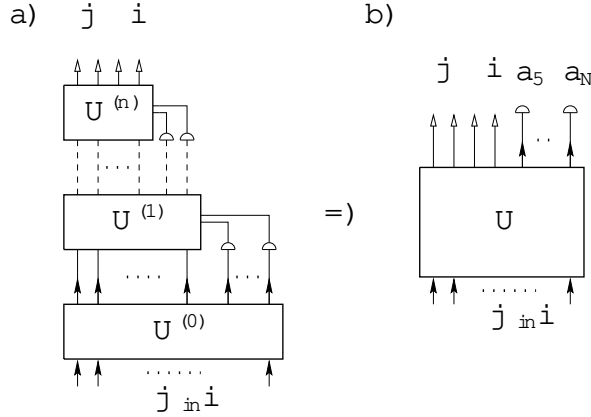 a)
j i
U (n)
U (1)
U (0)
j in i
=)
b)
j i a5 aN
U
j in i